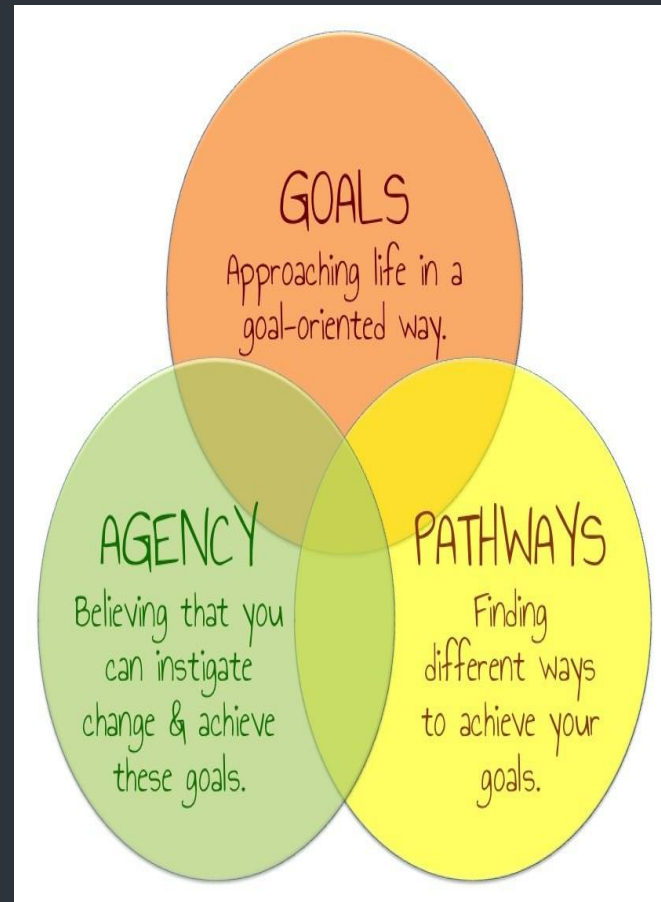 GOALS
Approaching life in a
goal-oriented way.
AGENCY
Believing that you
can instigate
change & achieve
these goals.
PATHWAYS
Finding
different ways
to achieve your
goals.